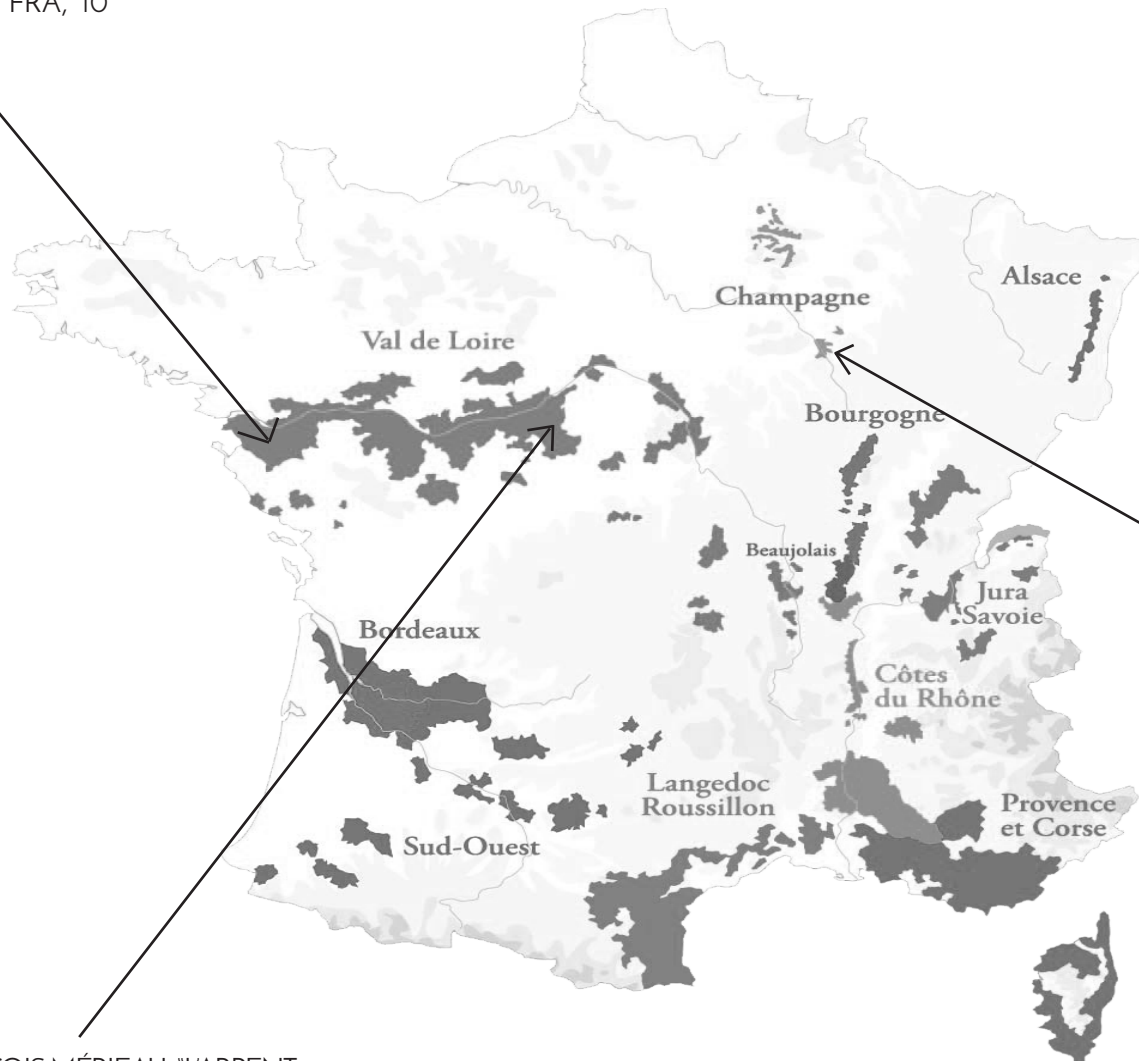 FRA, '10
Champagne
Alsace
Val de Loire
Bourgogne
Beaujolais
Jura
Savoie
Bordeaux
Côtes
du Rhône
Langedoc
Roussillon
Provence
et Corse
Sud-Ouest